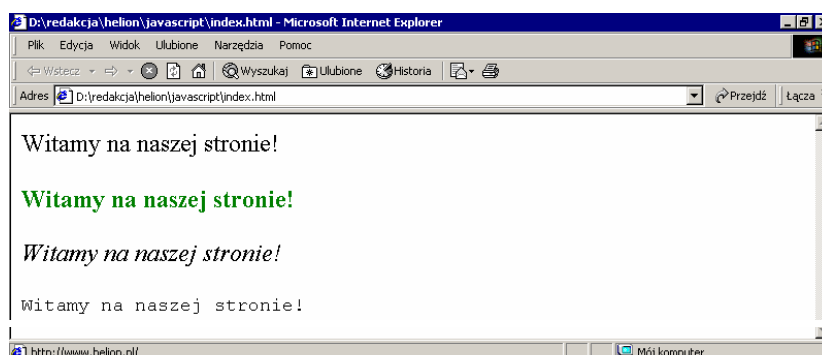 D:\redakcja\helion\javascript\index.html - Microsoft Internet Explorer
Plik Edycja Widok Ulubione Narzędzia Pomoc
Wstecz Wyszukaj Ulubione Historia
Adres D:\redakcja\helion\javascript\index.html Przejdź Łącza
Witamy na naszej stronie!
Witamy na naszej stronie!
Witamy na naszej stronie!
Witamy na naszej stronie!
http://www.helion.pl/ Mój komputer